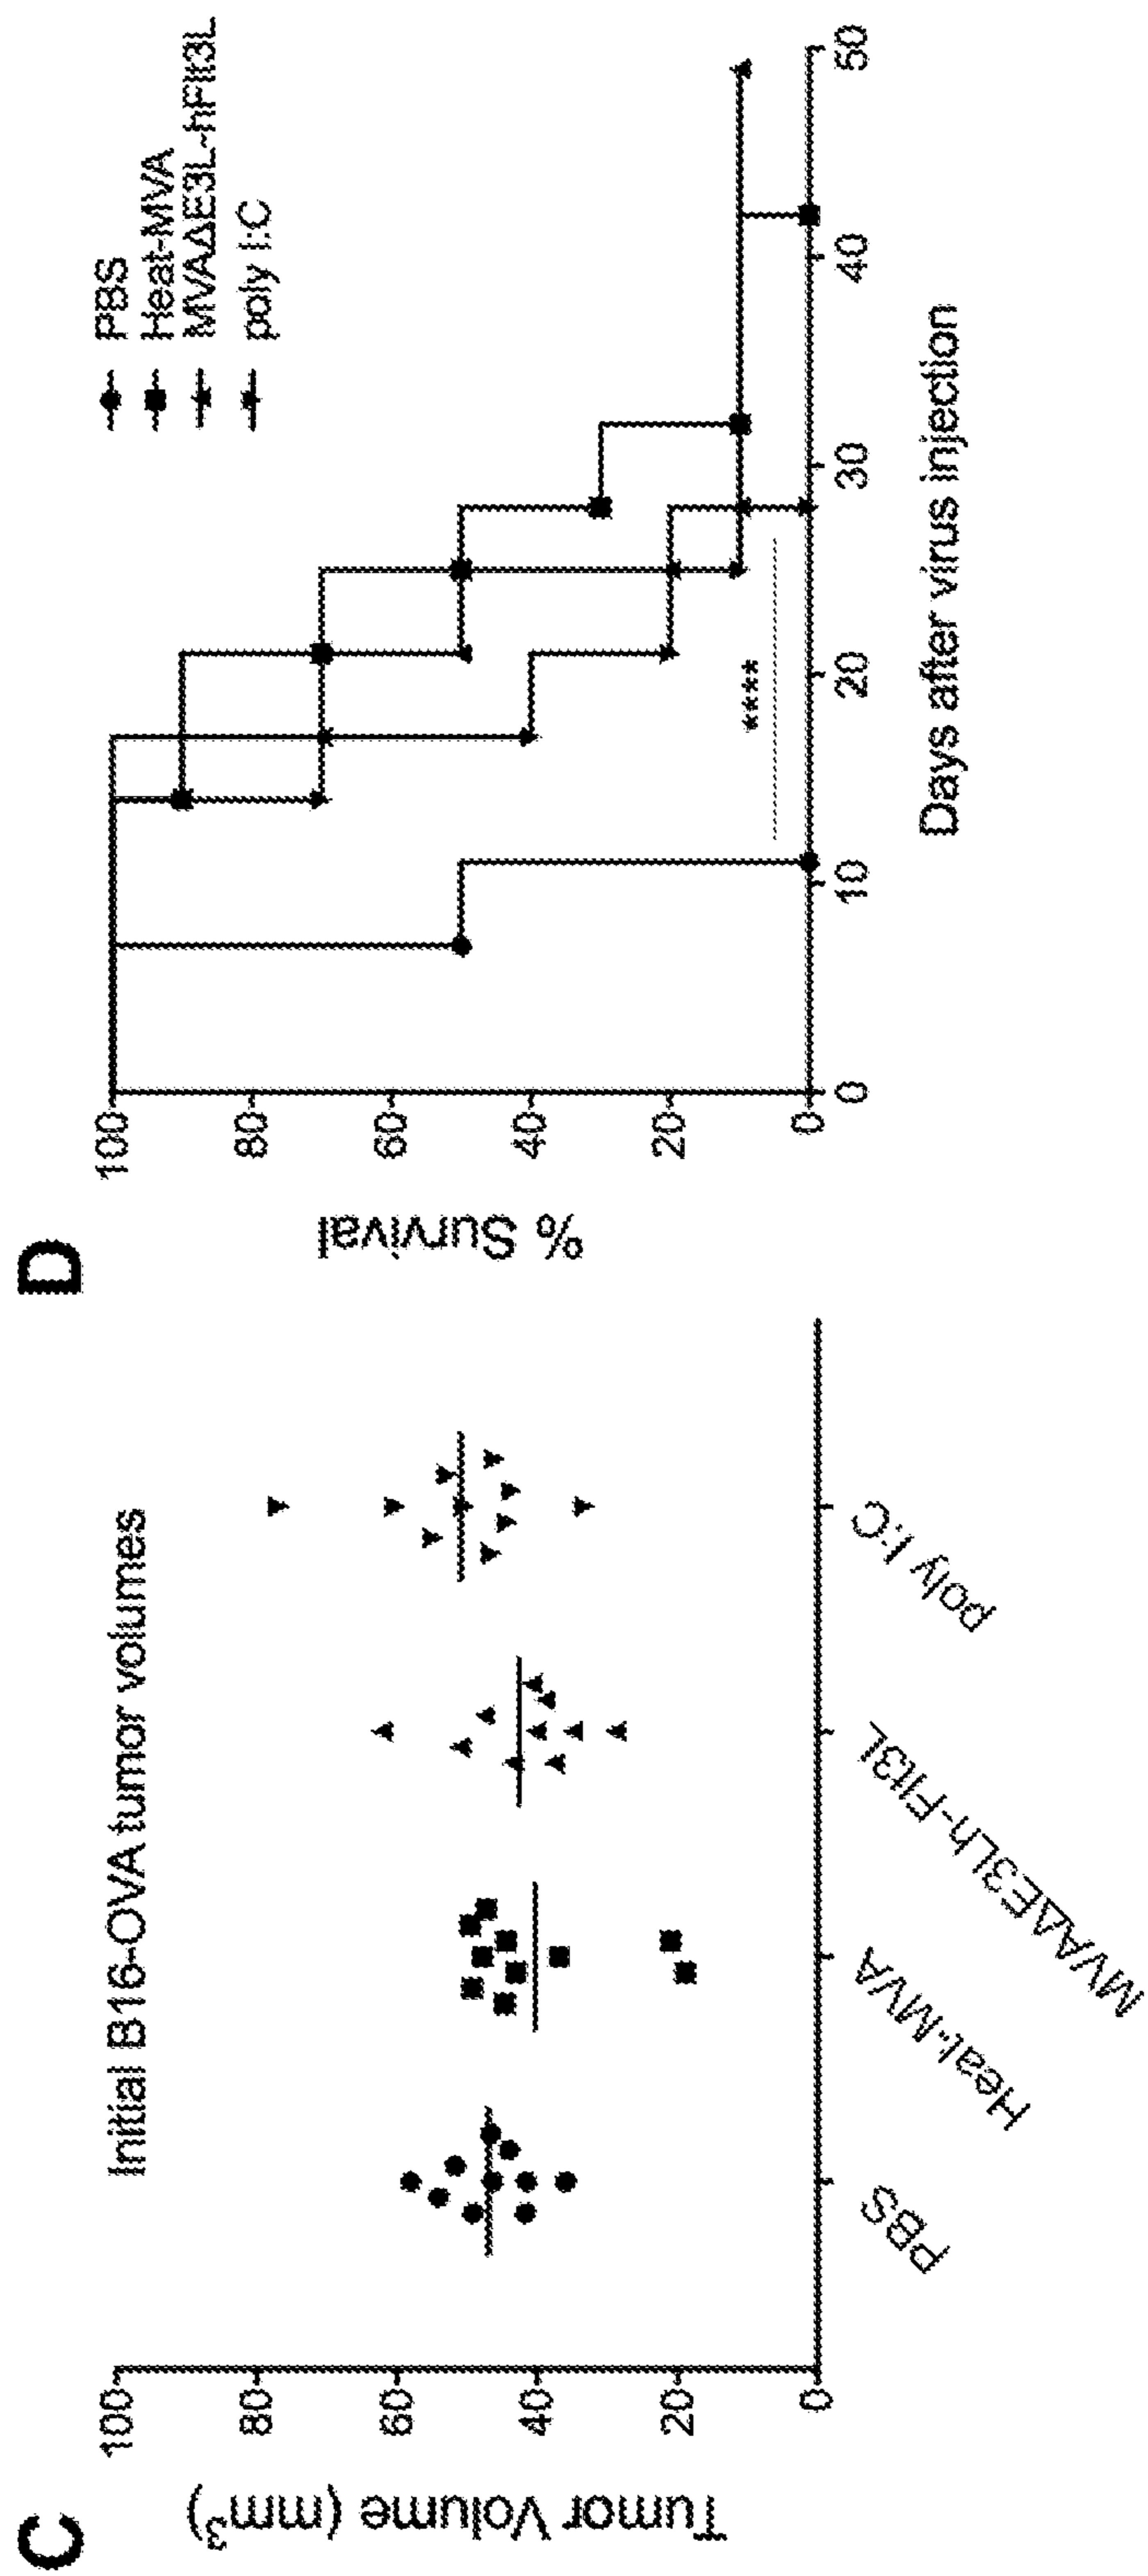 C
Initial B16-OVA tumor volumes
Tumor Volume (mm³)
100
80
60
40
20
0
PBS
Heat-MVA
MVAΔE3Lh-Flt3L
poly I:C
D
% Survival
100
80
60
40
20
0
PBS
Heat-MVA
MVAΔE3L-hFlt3L
poly I:C
****
0
10
20
30
40
50
Days after virus injection